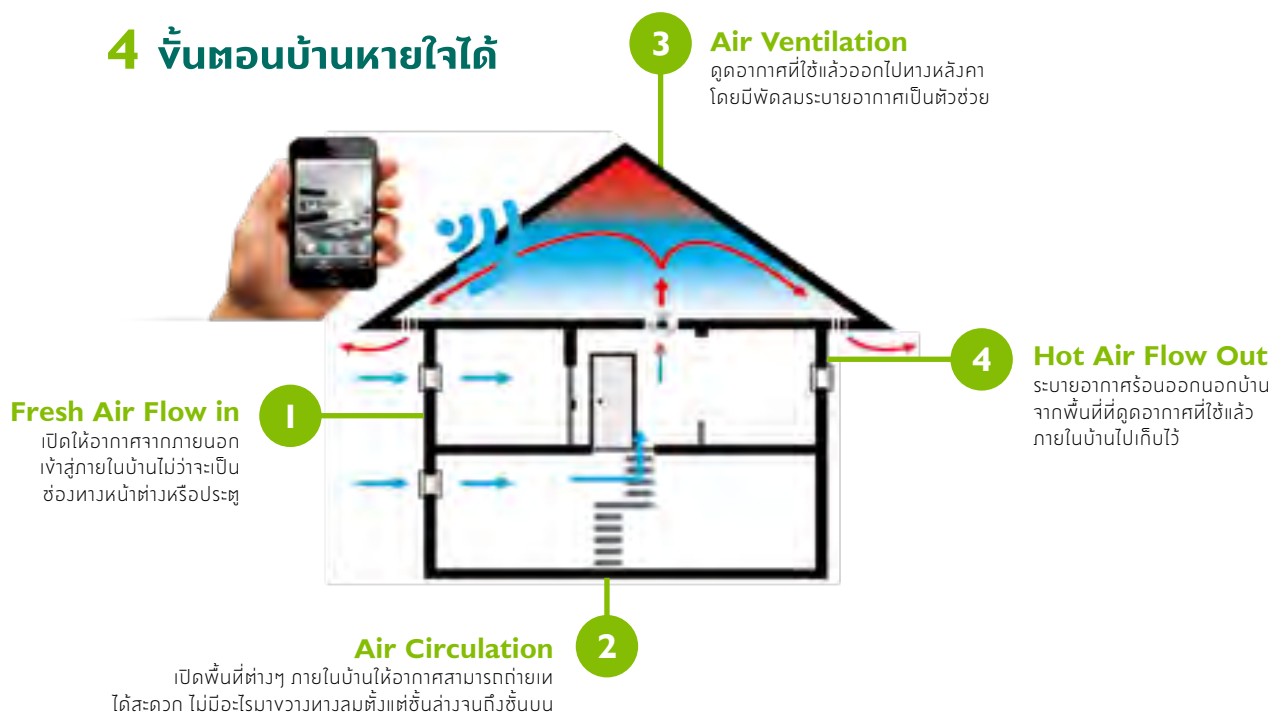 4 ขั้นตอนบ้านหายใจได้
3
Air Ventilation
ดูดอากาศที่ใช้แล้วออกไปทางหลังคา
โดยมีพัดลมระบายอากาศเป็นตัวช่วย
4
Hot Air Flow Out
ระบายอากาศร้อนออกนอกบ้าน
จากพื้นที่ที่ดูดอากาศที่ใช้แล้ว
ภายในบ้านไปเก็บไว้
1
Fresh Air Flow in
เปิดให้อากาศจากภายนอก
เข้าสู่ภายในบ้านไม่ว่าจะเป็น
ช่องทางหน้าต่างหรือประตู
2
Air Circulation
เปิดพื้นที่ต่างๆ ภายในบ้านให้อากาศสามารถถ่ายเท
ได้สะดวก ไม่มีอะไรมาขวางทางลมตั้งแต่ชั้นล่างจนถึงชั้นบน